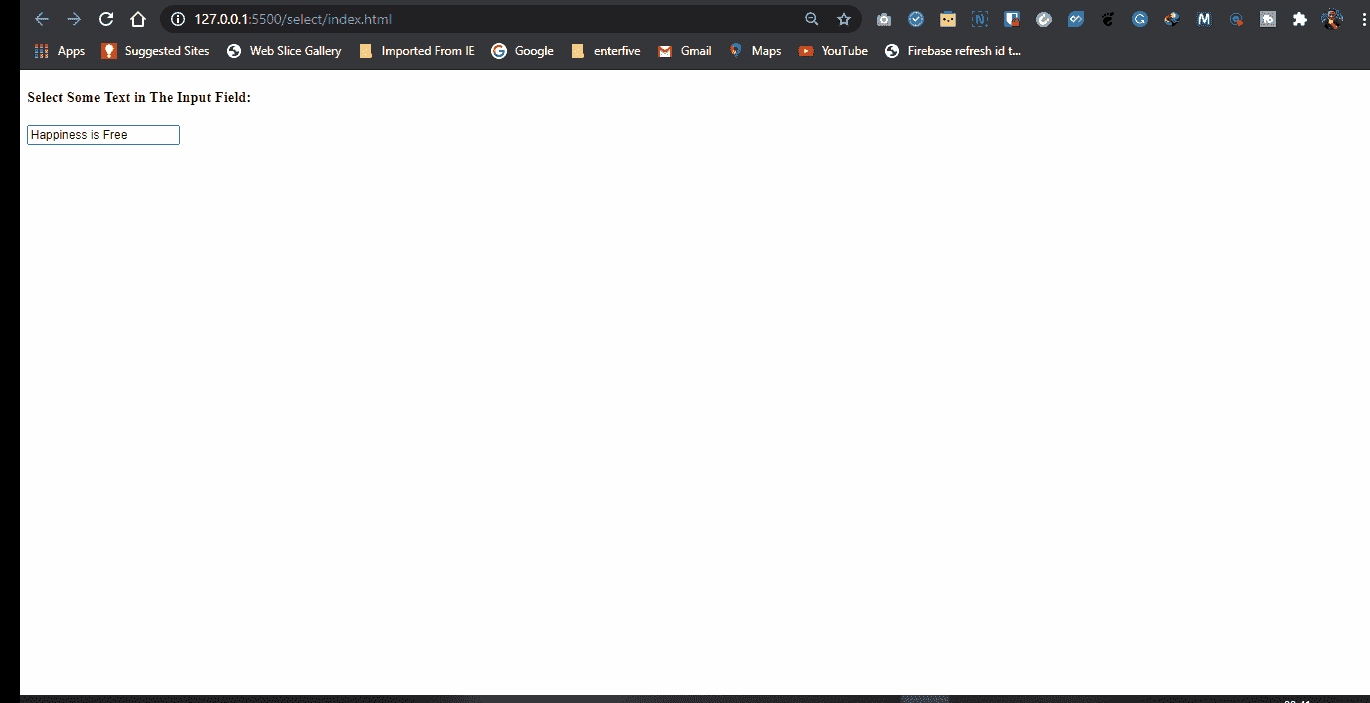 127.0.0.1:5500/select/index.html
Apps Suggested Sites Web Slice Gallery Imported From IE Google enterfive Gmail Maps YouTube Firebase refresh id t...
Select Some Text in The Input Field:
Happiness is Free